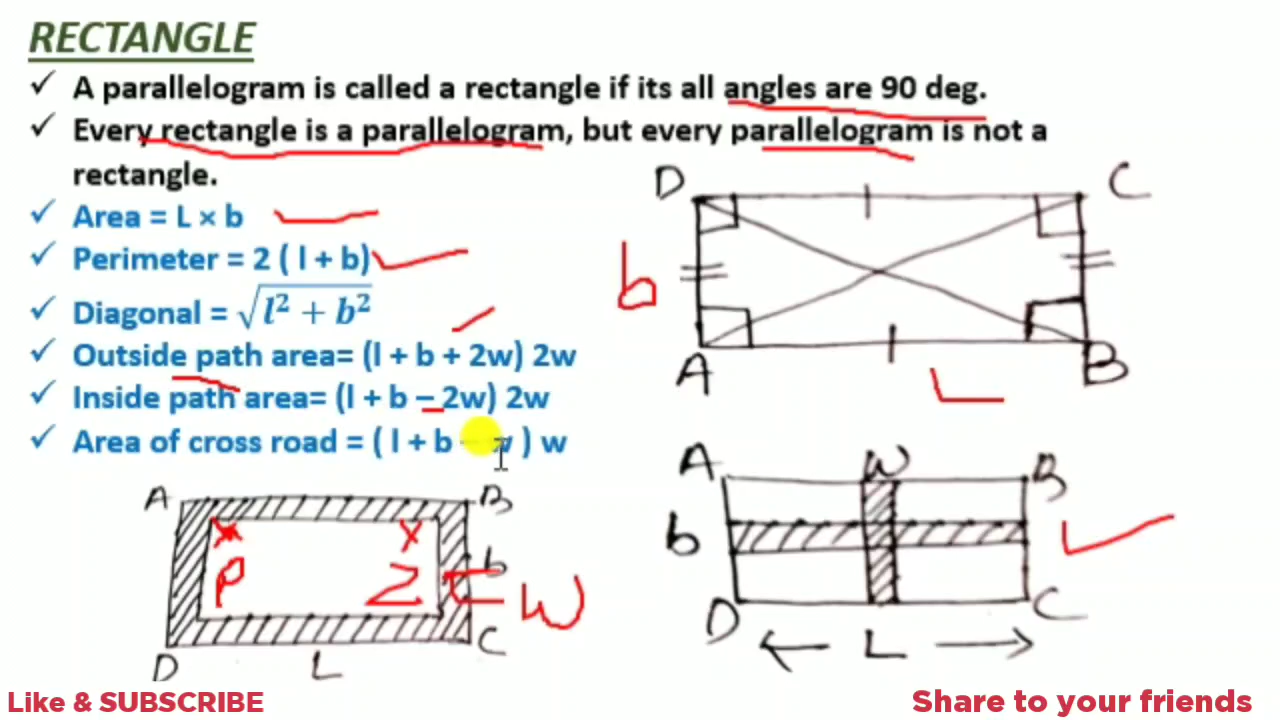 RECTANGLE
✓ A parallelogram is called a rectangle if its all angles are 90 deg.
✓ Every rectangle is a parallelogram, but every parallelogram is not a
rectangle.
✓ Area = L × b
✓ Perimeter = 2 ( l + b)
✓ Diagonal = √l² + b²
✓ Outside path area= (l + b + 2w) 2w
✓ Inside path area= (l + b – 2w) 2w
✓ Area of cross road = ( l + b – ) w
D C
b
A B
L
A B
X X
P Z
b
W
D L C
A W B
b
D C
L
Like & SUBSCRIBE
Share to your friends